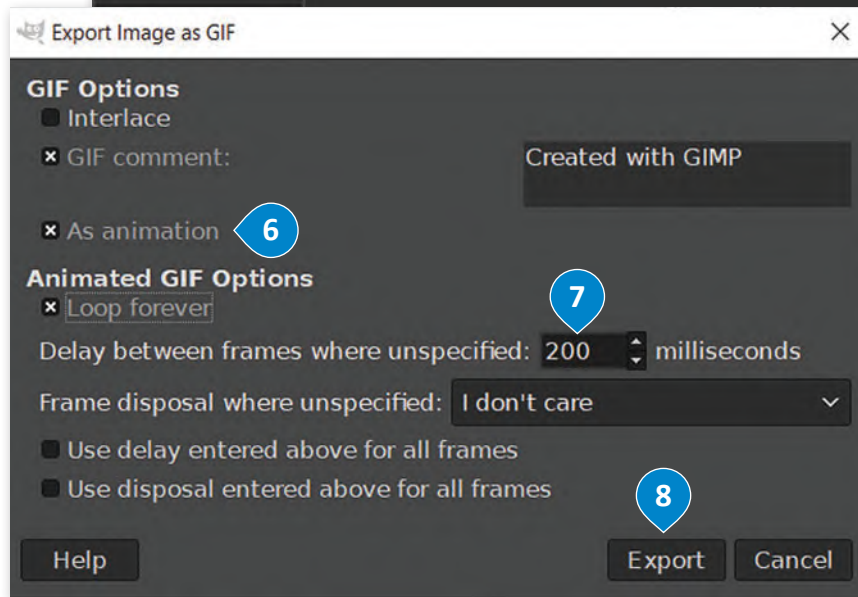 Export Image as GIF
GIF Options
Interlace
GIF comment: Created with GIMP
As animation 6
Animated GIF Options
Loop forever
7
Delay between frames where unspecified: 200 milliseconds
Frame disposal where unspecified: I don't care
Use delay entered above for all frames
Use disposal entered above for all frames
8
Help Export Cancel